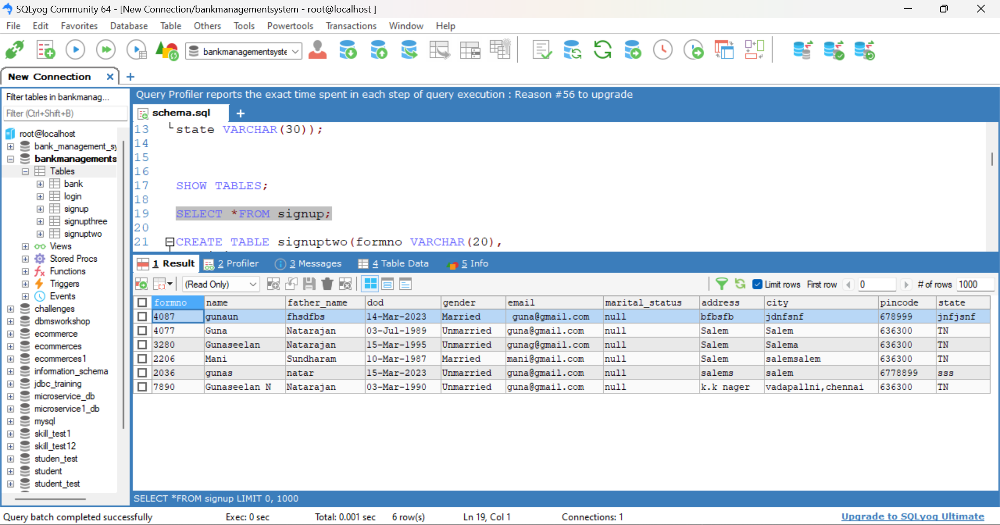 SQLyog Community 64 - [New Connection/bankmanagementsystem - root@localhost ]
File Edit Favorites Database Table Others Tools Powertools Transactions Window Help
bankmanagementsyste
New Connection
Filter tables in bankmanag...
Filter (Ctrl+Shift+B)
root@localhost
bank_management_sy
bankmanagements
Tables
bank
login
signup
signupthree
signuptwo
Views
Stored Procs
Functions
Triggers
Events
challenges
dbmsworkshop
ecommerce
ecommerces
ecommerces1
information_schema
jdbc_training
microservice_db
microservice1_db
mysql
skill_test1
skill_test12
studen_test
student
student_test
Query Profiler reports the exact time spent in each step of query execution : Reason #56 to upgrade
schema.sql
13 state VARCHAR(30));
14
15
16
17 SHOW TABLES;
18
19 SELECT *FROM signup;
20
21 CREATE TABLE signuptwo(formno VARCHAR(20),
1 Result 2 Profiler 3 Messages 4 Table Data 5 Info
(Read Only) Limit rows First row 0 # of rows 1000
formno name father_name dod gender email marital_status address city pincode state
4087 gunaun fhsdfbs 14-Mar-2023 Married guna@gmail.com null bfbsfb jdnfsnf 678999 jnfjsnf
4077 Guna Natarajan 03-Jul-1989 Unmarried guna@gmail.com null Salem Salem 636300 TN
3280 Gunaseelan Natarajan 15-Mar-1995 Unmarried gunag@gmail.com null Salem Salema 636300 TN
2206 Mani Sundharam 10-Mar-1987 Married mani@gmail.com null Salem salemsalem 636300 TN
2036 gunas natar 15-Mar-2023 Unmarried guna@gmail.com null salems salem 6778899 sss
7890 Gunaseelan N Natarajan 03-Mar-1990 Unmarried guna@gmail.com null k.k nager vadapallni,chennai 636300 TN
SELECT *FROM signup LIMIT 0, 1000
Query batch completed successfully Exec: 0 sec Total: 0.001 sec 6 row(s) Ln 19, Col 1 Connections: 1 Upgrade to SQLyog Ultimate